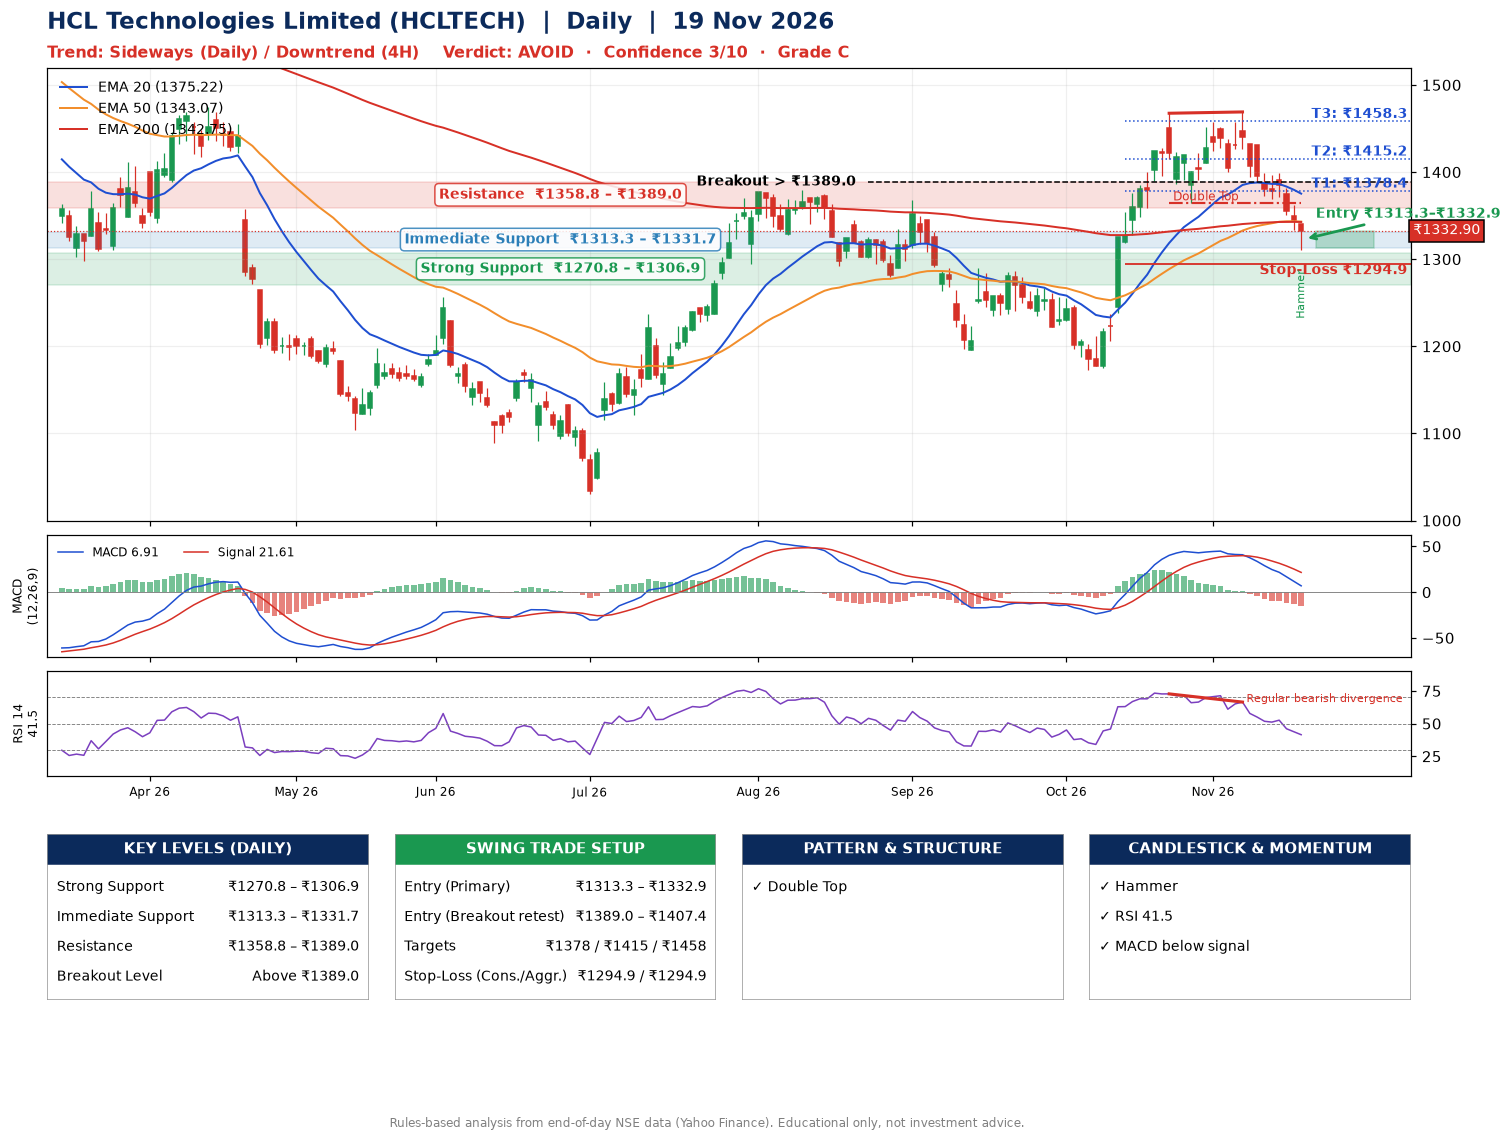 HCL Technologies Limited (HCLTECH)  |  Daily  |  19 Nov 2026
Trend: Sideways (Daily) / Downtrend (4H)    Verdict: AVOID  ·  Confidence 3/10  ·  Grade C
EMA 20 (1375.22)
EMA 50 (1343.07)
EMA 200 (1342.75)
1500
1400
1300
1200
1100
1000
T3: ₹1458.3
T2: ₹1415.2
T1: ₹1378.4
Breakout > ₹1389.0
Resistance  ₹1358.8 – ₹1389.0
Double Top
Entry ₹1313.3–₹1332.9
₹1332.90
Immediate Support  ₹1313.3 – ₹1331.7
Strong Support  ₹1270.8 – ₹1306.9
Stop-Loss ₹1294.9
Hammer
MACD (12,26,9)
MACD 6.91
Signal 21.61
50
0
−50
RSI 14
41.5
Regular bearish divergence
75
50
25
Apr 26
May 26
Jun 26
Jul 26
Aug 26
Sep 26
Oct 26
Nov 26
KEY LEVELS (DAILY)
Strong Support ₹1270.8 – ₹1306.9
Immediate Support ₹1313.3 – ₹1331.7
Resistance ₹1358.8 – ₹1389.0
Breakout Level Above ₹1389.0
SWING TRADE SETUP
Entry (Primary) ₹1313.3 – ₹1332.9
Entry (Breakout retest) ₹1389.0 – ₹1407.4
Targets ₹1378 / ₹1415 / ₹1458
Stop-Loss (Cons./Aggr.) ₹1294.9 / ₹1294.9
PATTERN & STRUCTURE
✓ Double Top
CANDLESTICK & MOMENTUM
✓ Hammer
✓ RSI 41.5
✓ MACD below signal
Rules-based analysis from end-of-day NSE data (Yahoo Finance). Educational only, not investment advice.